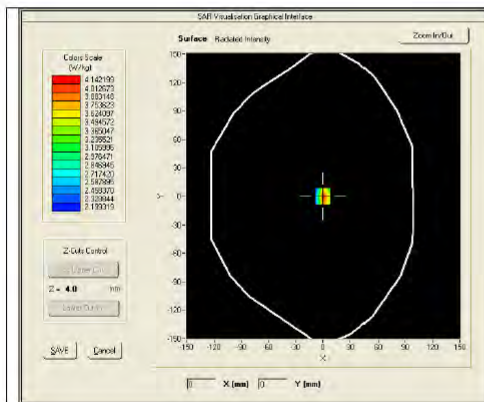 SAR Visualisation Graphical Interface
Surface Radiated Intensity
Zoom In/Out
Colors Scale
(W/kg)
4.142199
4.012673
3.883148
3.753623
3.624097
3.494572
3.365047
3.235521
3.105996
2.976471
2.846945
2.717420
2.587895
2.458370
2.328844
2.199319
150
120
90
60
30
0
-30
-60
-90
-120
-150
Y
-150 -120 -90 -60 -30 0 30 60 90 120 150
X
Z-Cuts Control
Z = 4.0 mm
SAVE Cancel
0 X (mm) 0 Y (mm)